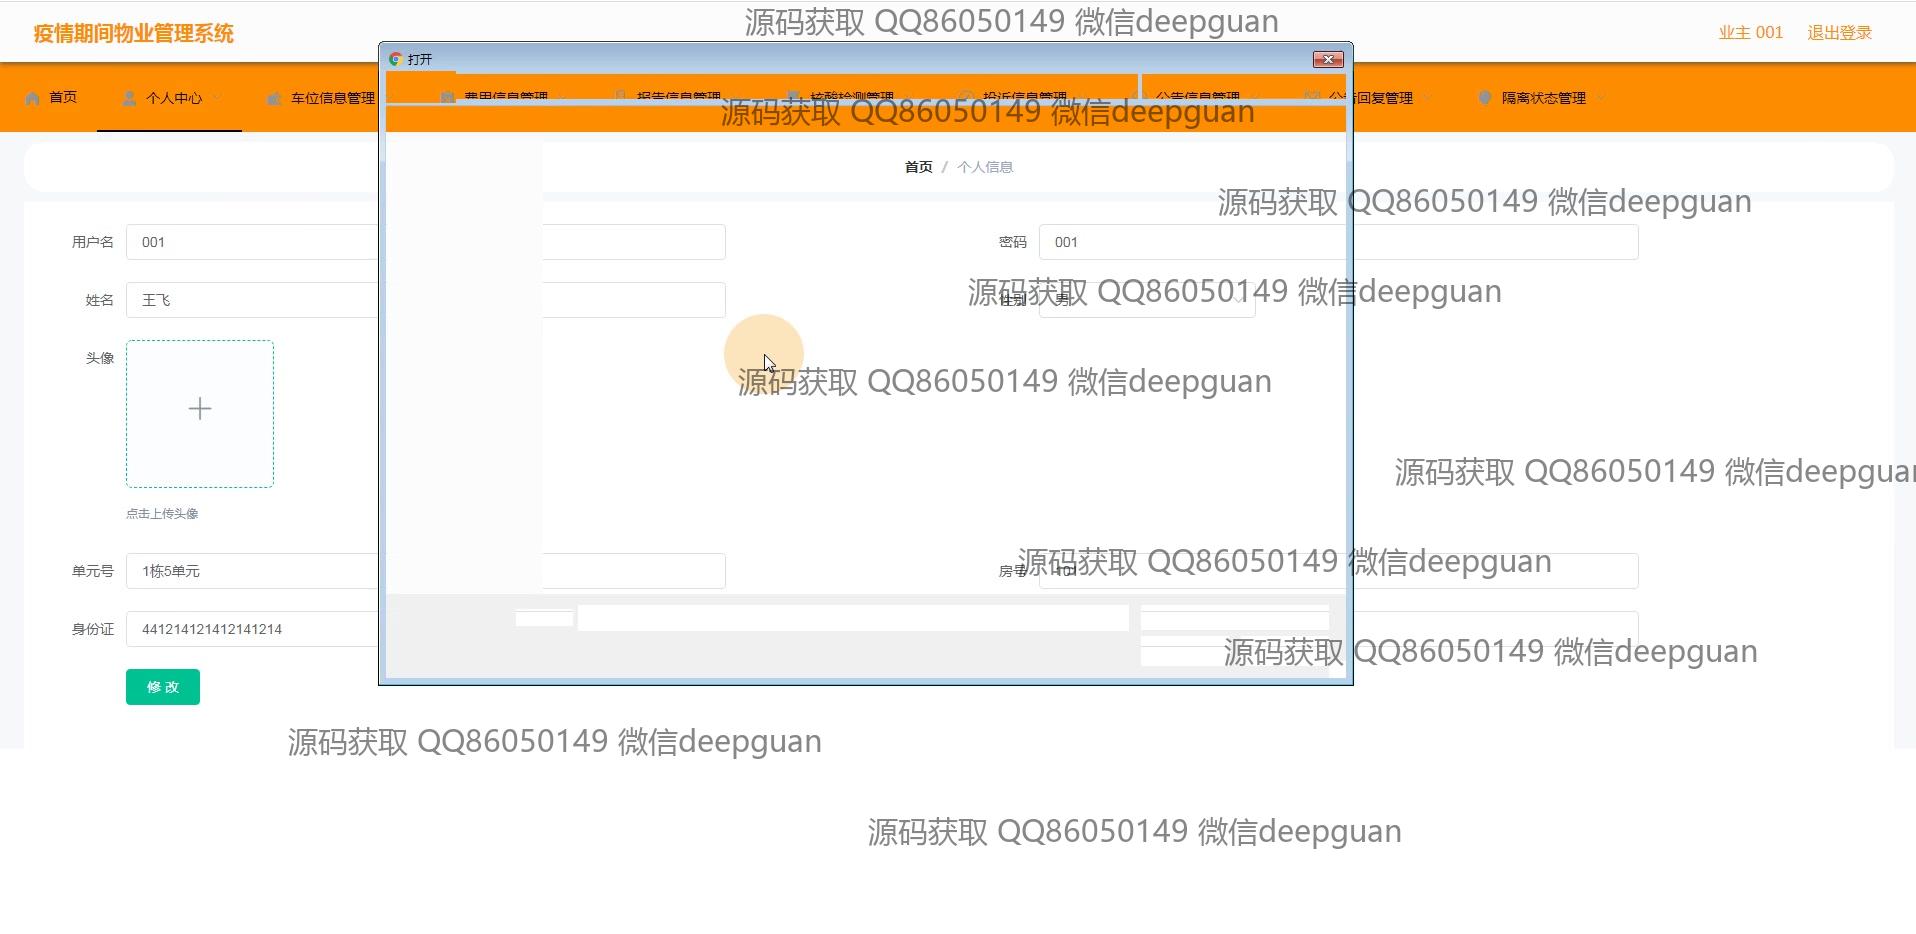 源码获取 QQ86050149 微信deepguan
疫情期间物业管理系统
业主 001 退出登录
打开
首页 个人中心 车位信息管理 费用信息管理 报告信息管理 核酸检测管理 投诉信息管理 公告信息管理 公告回复管理 隔离状态管理
源码获取 QQ86050149 微信deepguan
首页 / 个人信息
源码获取 QQ86050149 微信deepguan
用户名 001 密码 001
源码获取 QQ86050149 微信deepguan
姓名 王飞 性别 男
头像
源码获取 QQ86050149 微信deepguan
源码获取 QQ86050149 微信deepguan
点击上传头像
源码获取 QQ86050149 微信deepguan
单元号 1栋5单元 房号 101
身份证 441214121412141214
源码获取 QQ86050149 微信deepguan
修 改
源码获取 QQ86050149 微信deepguan
源码获取 QQ86050149 微信deepguan